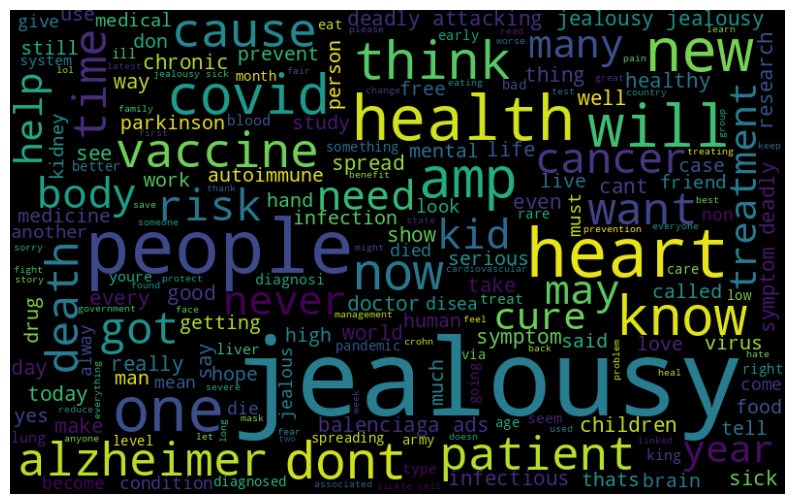 give use medical
still don
system ill
way
eat
please
early
read
worse
learn
deadly attacking
jealousy jealousy
cause
think
many
new
latest
lol
jealousy sick
chronic
month
fair
prevent
person
free
bad
thing
great
pain
healthy
time
help
covid
health
will
research
change
eating
test
country
group
keep
well
family
parkinson
blood
study
kidney
see
first
something
vaccine
spread
mental life
amp
cancer
treating
case
better
work
autoimmune
benefit
even
live
cant
friend
treatment
body
risk
hand
need
look
rare
must
want
non
best
medicine
thank
save
someone
infection
show
another
state
died
serious
kid
prevention
everyone
sorry
fight
story
might
cardiovascular
heart
care
people
now
death
found
protect
youre
diagnosi
doctor
disea
treat
may
called
low
symptom deadly
every
good
government
face
never
take
cure
know
drug
got
getting
management
feel
human
high
world
pandemic
crohn
symptom
said
love
virus
day
always
really
say
liver
hope
jealous
back
via
going
much
problem
hate
heal
right
come
today
man
mean
severe
everything
reduce
yes
make
one
die
jealousy
week
mask
fear
two
long
let
food
tell
balenciaga ads
age
seem
children
year
lung
anyone
level
spreading
army
doesn
used
linked
king
alzheimer
dont
patient
type
infectious
thats
brain
sick
become
condition
diagnosed
associated
sickle cell